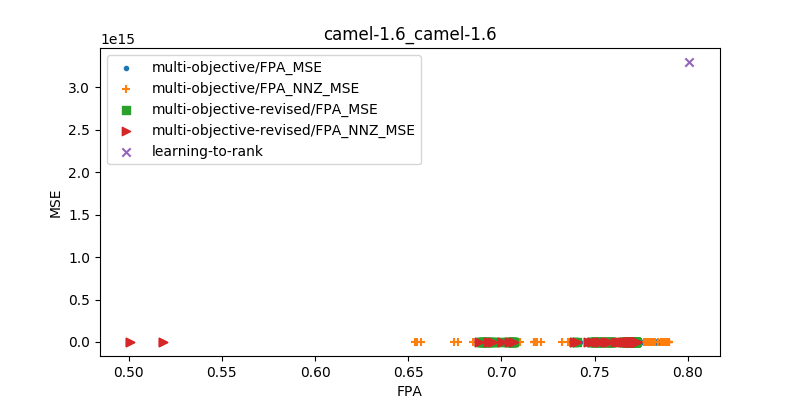 camel-1.6_camel-1.6
1e15
multi-objective/FPA_MSE
multi-objective/FPA_NNZ_MSE
multi-objective-revised/FPA_MSE
multi-objective-revised/FPA_NNZ_MSE
learning-to-rank
3.0
2.5
2.0
1.5
1.0
0.5
0.0
MSE
0.50 0.55 0.60 0.65 0.70 0.75 0.80
FPA